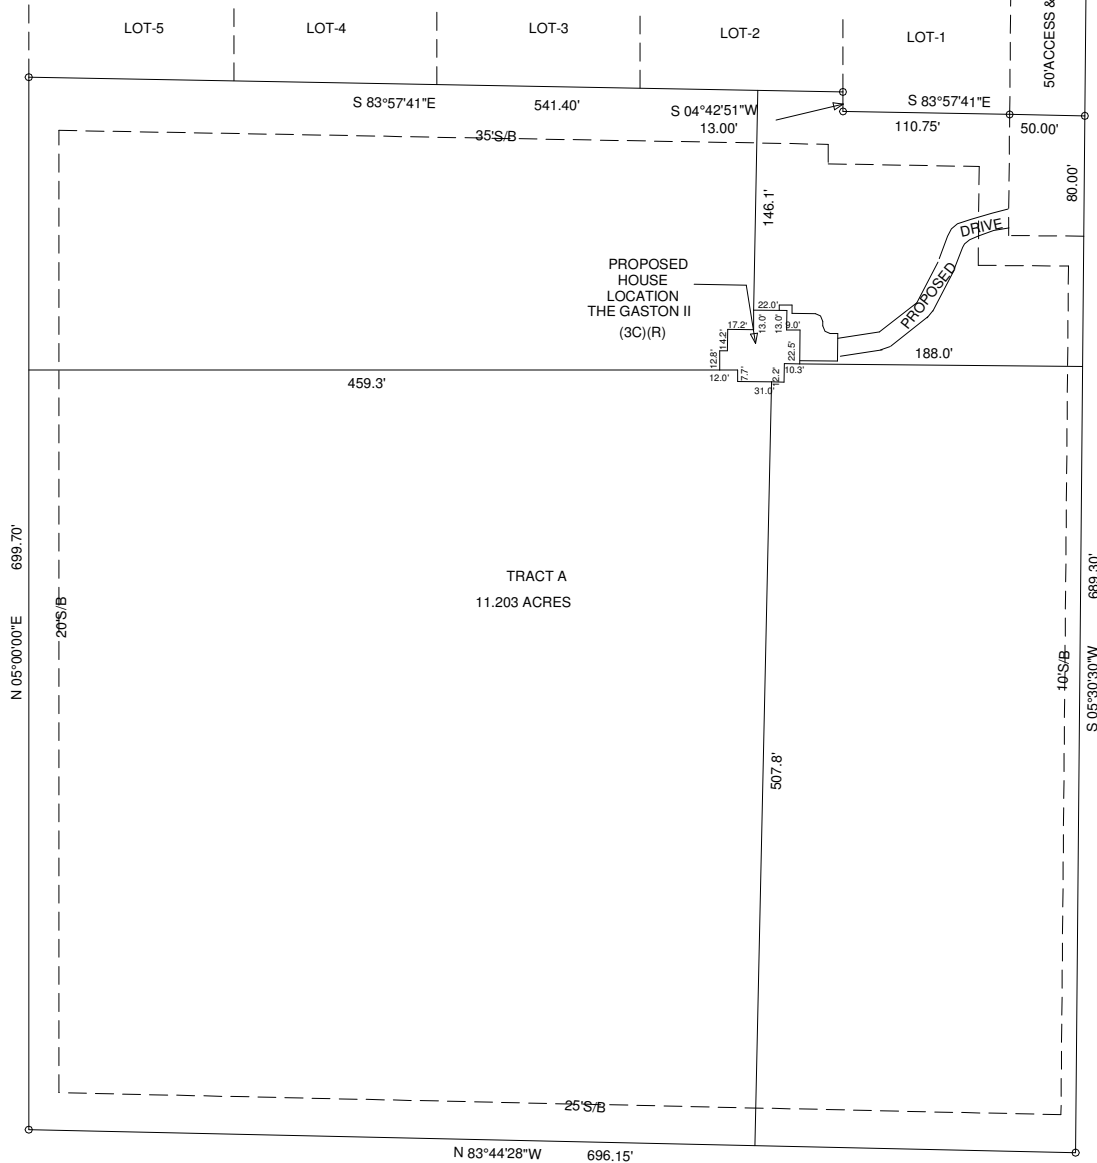 LOT-5
LOT-4
LOT-3
LOT-2
LOT-1
50'ACCESS &
S 83°57'41"E
541.40'
S 04°42'51"W
13.00'
S 83°57'41"E
110.75'
50.00'
35'S/B
80.00'
146.1'
PROPOSED DRIVE
PROPOSED
HOUSE
LOCATION
THE GASTON II
(3C)(R)
22.0'
17.2'
13.0'
13.0'
9.0'
14.2'
12.8'
22.5'
12.0'
7.7'
12.2'
10.3'
31.0'
188.0'
459.3'
699.70'
N 05°00'00"E
20'S/B
TRACT A
11.203 ACRES
689.30'
S 05°30'30"W
10'S/B
507.8'
25'S/B
N 83°44'28"W
696.15'